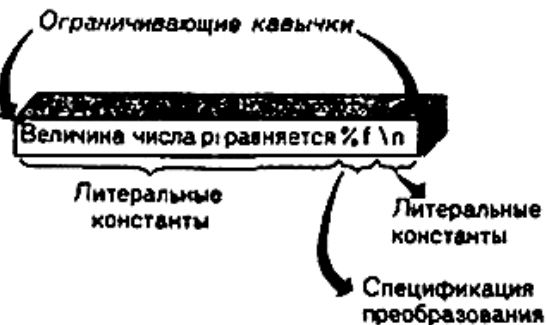 Ограничивающие кавычки
Величина числа pi равняется %f \n
Литеральные
константы
Литеральные
константы
Спецификация
преобразования